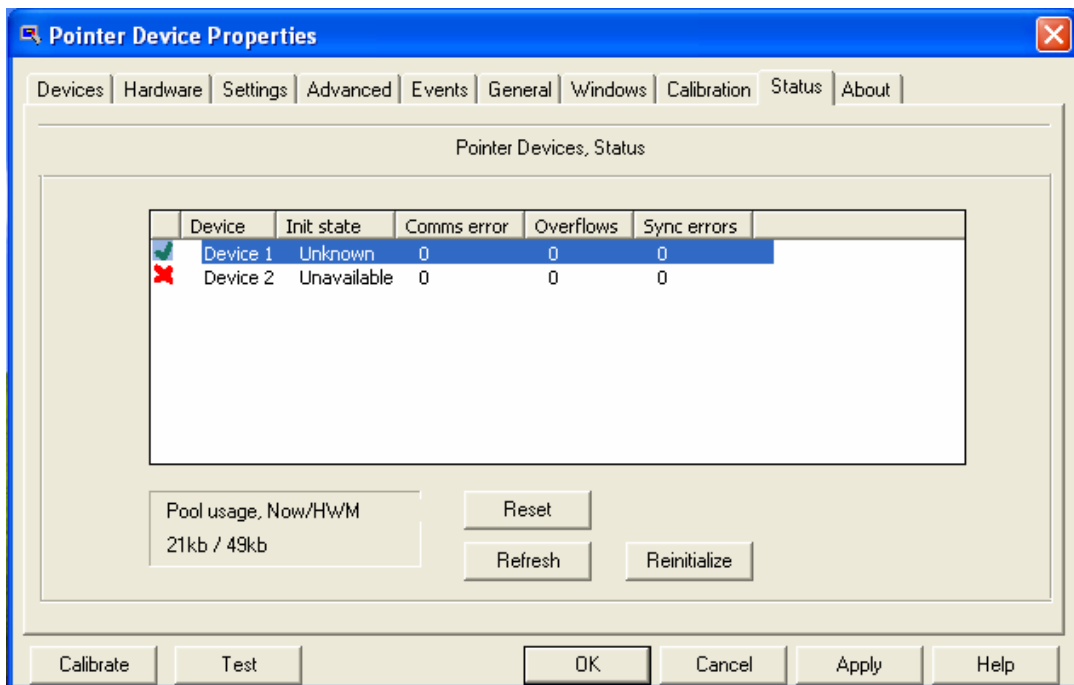 Pointer Device Properties
Devices Hardware Settings Advanced Events General Windows Calibration Status About
Pointer Devices, Status
Device Init state Comms error Overflows Sync errors
Device 1 Unknown 0 0 0
Device 2 Unavailable 0 0 0
Pool usage, Now/HWM
21kb / 49kb
Reset
Refresh Reinitialize
Calibrate Test OK Cancel Apply Help